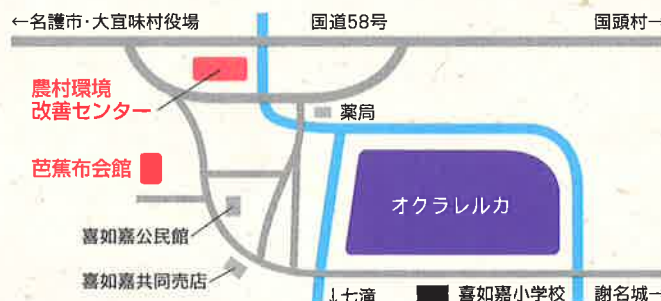 ←名護市・大宜味村役場
国道58号
国頭村→
農村環境
改善センター
薬局
芭蕉布会館
オクラレルカ
喜如嘉公民館
喜如嘉共同売店
↓七滝
喜如嘉小学校
謝名城→